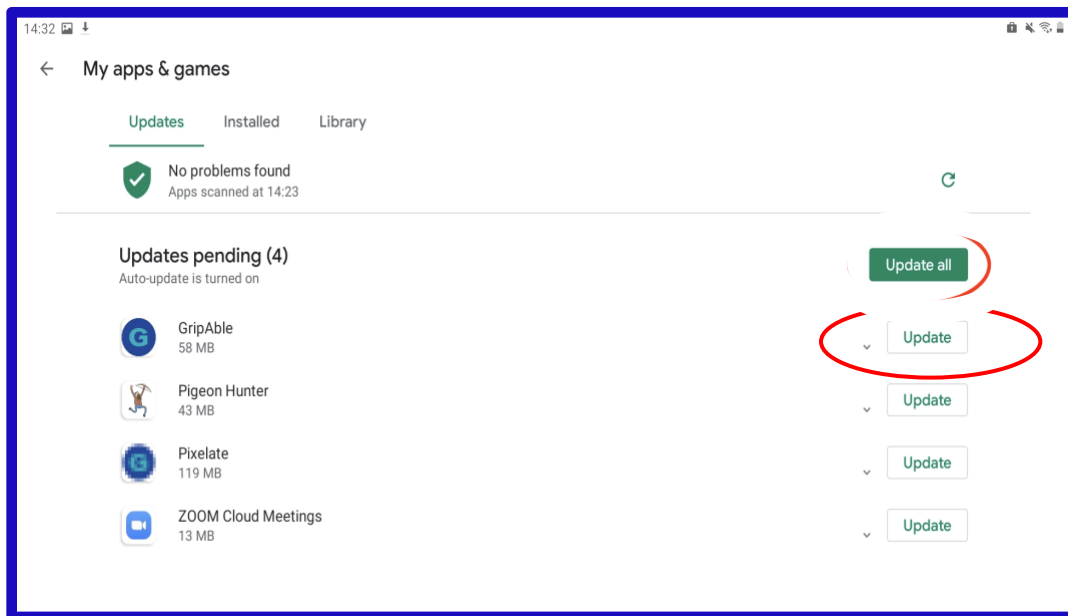 14:32
My apps & games
Updates Installed Library
No problems found
Apps scanned at 14:23
Updates pending (4)
Update all
Auto-update is turned on
G
GripAble
58 MB
Update
Pigeon Hunter
43 MB
Update
G
Pixelate
119 MB
Update
ZOOM Cloud Meetings
13 MB
Update